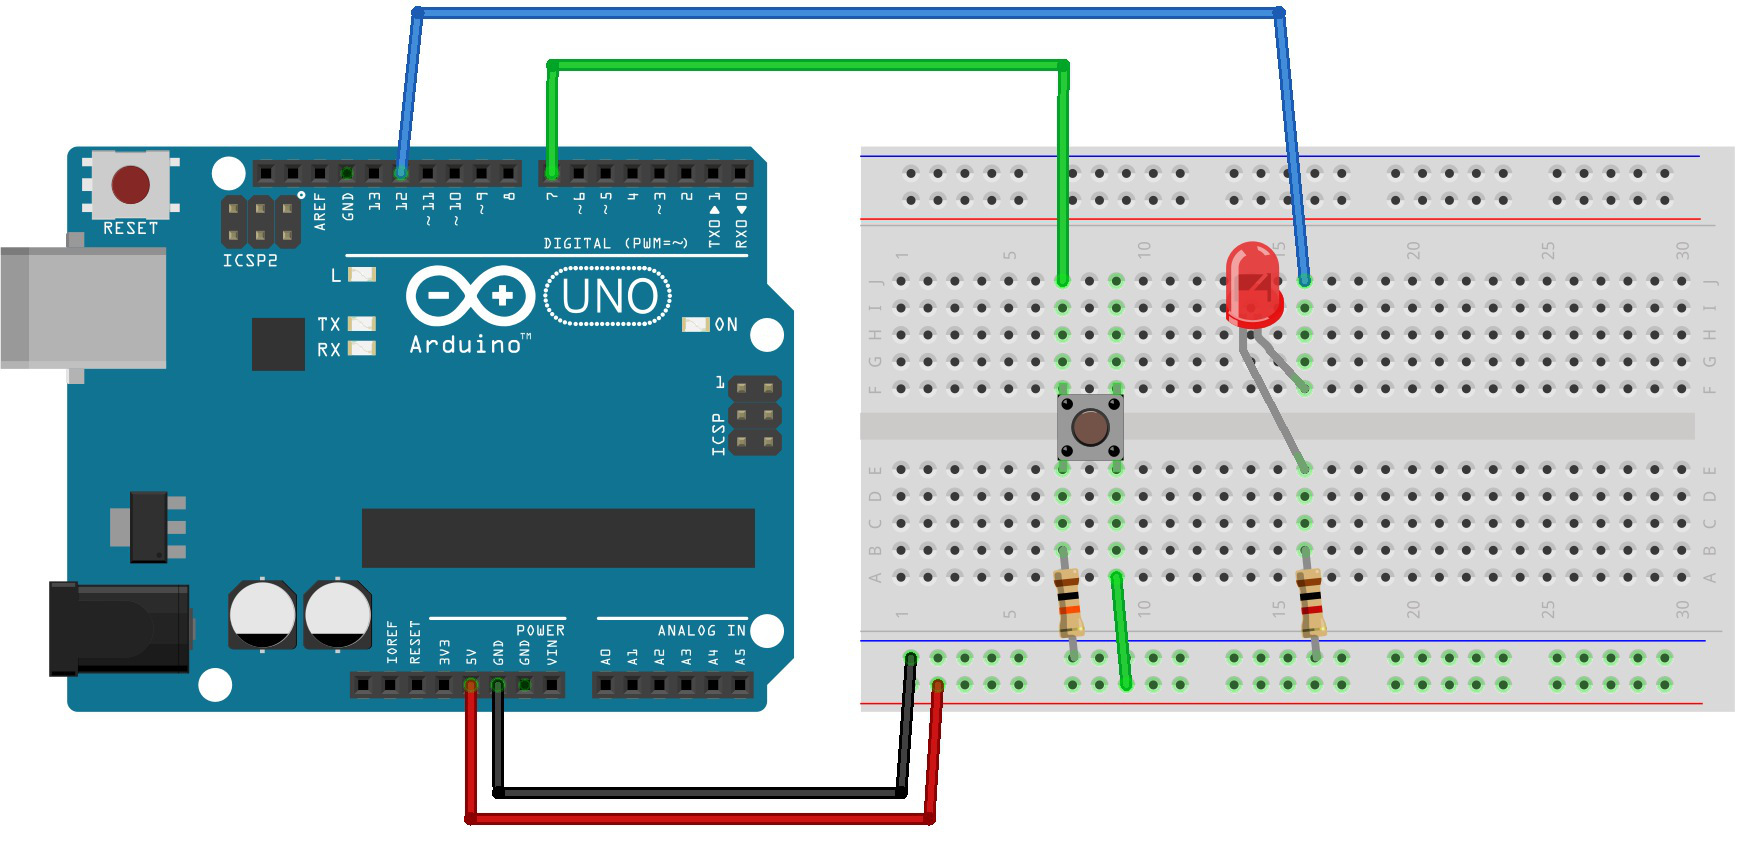 RESET
ICSP2
AREF
GND
13
12
~11
~10
~9
8
7
~6
~5
4
~3
2
TX0▶1
RX0◀0
DIGITAL (PWM=~)
L
TX
RX
UNO
Arduino™
ON
1
ICSP
IOREF
RESET
3V3
5V
GND
GND
VIN
POWER
A0
A1
A2
A3
A4
A5
ANALOG IN
1 5 10 15 20 25 30
J J
I I
H H
G G
F F
E E
D D
C C
B B
A A
1 5 10 15 20 25 30